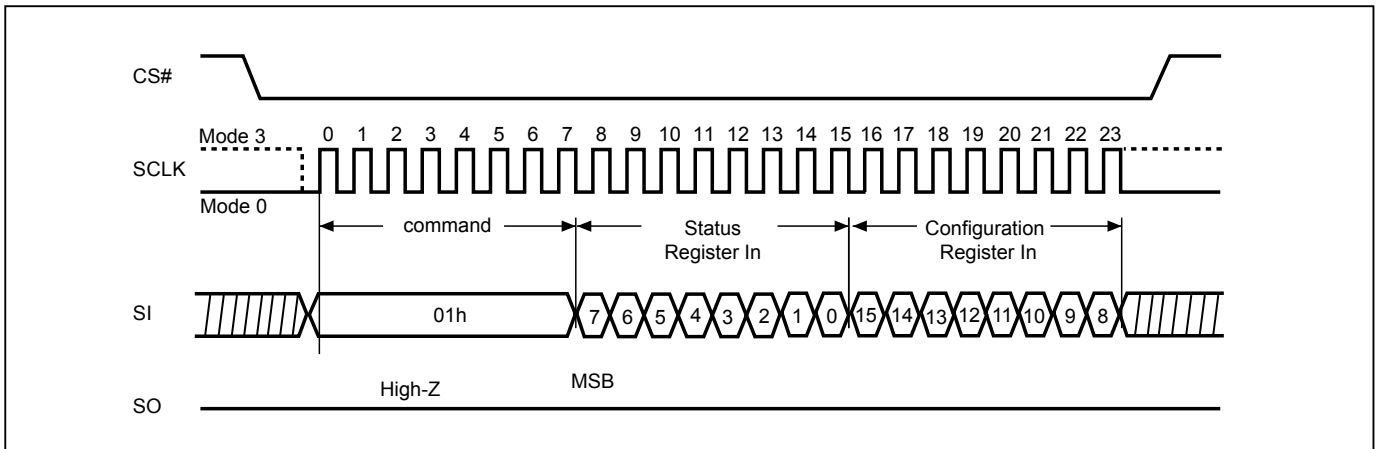 CS#
Mode 3
0 1 2 3 4 5 6 7 8 9 10 11 12 13 14 15 16 17 18 19 20 21 22 23
SCLK
Mode 0
command
Status
Register In
Configuration
Register In
SI
01h
7 6 5 4 3 2 1 0 15 14 13 12 11 10 9 8
High-Z
MSB
SO